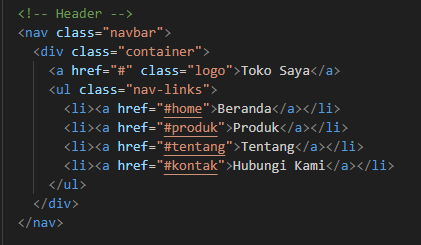 <!-- Header -->
<nav class="navbar">
  <div class="container">
    <a href="#" class="logo">Toko Saya</a>
    <ul class="nav-links">
      <li><a href="#home">Beranda</a></li>
      <li><a href="#produk">Produk</a></li>
      <li><a href="#tentang">Tentang</a></li>
      <li><a href="#kontak">Hubungi Kami</a></li>
    </ul>
  </div>
</nav>